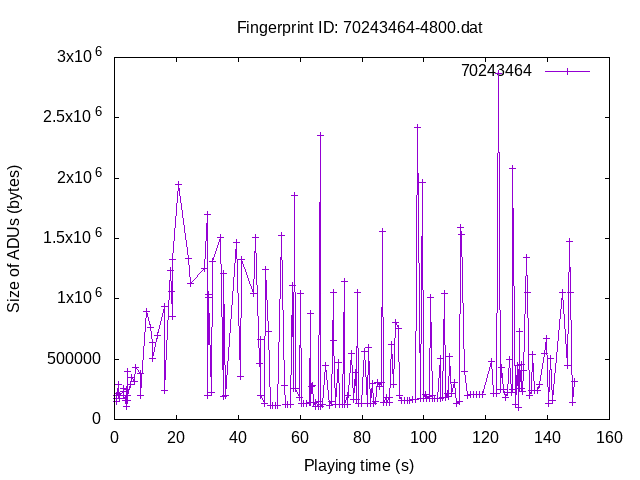 Fingerprint ID: 70243464-4800.dat
3x10^6
70243464
2.5x10^6
2x10^6
1.5x10^6
1x10^6
500000
0
Size of ADUs (bytes)
0 20 40 60 80 100 120 140 160
Playing time (s)